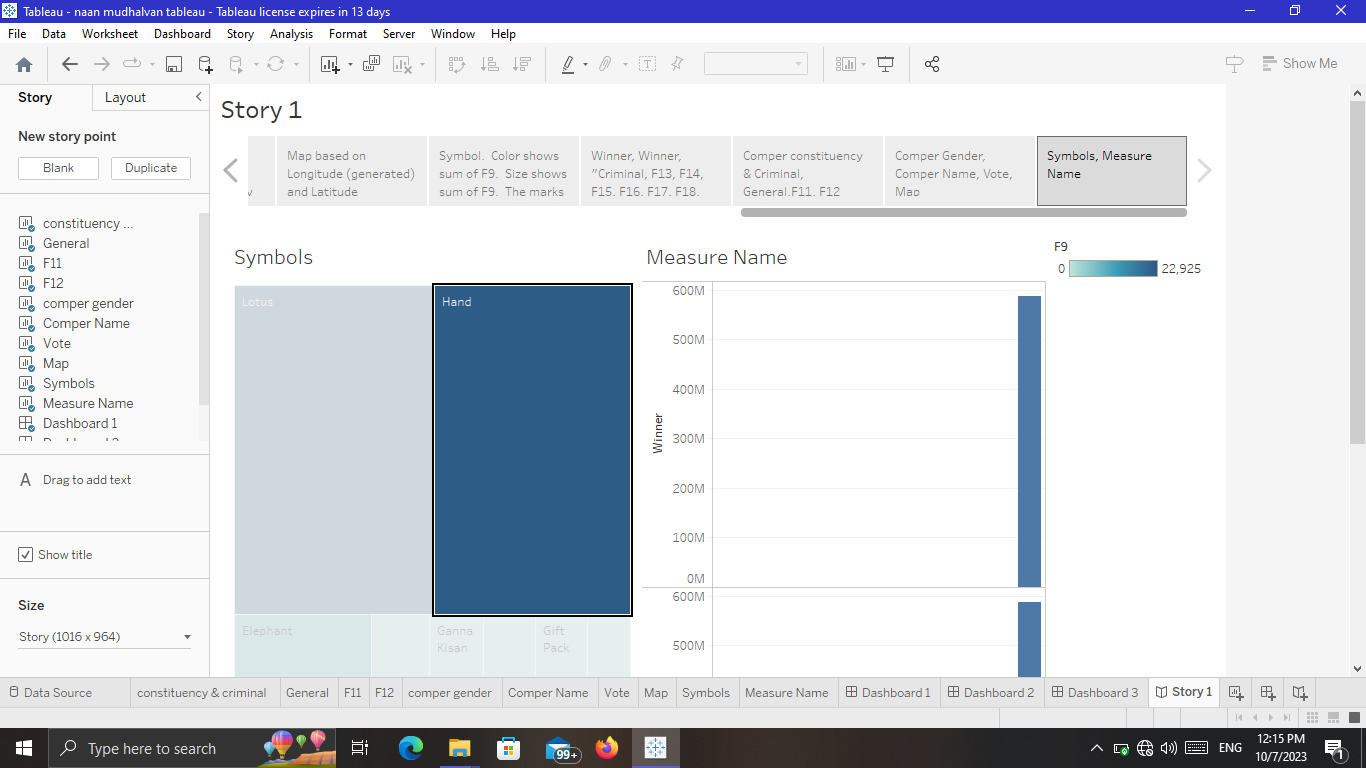 Tableau - naan mudhalvan tableau - Tableau license expires in 13 days
File Data Worksheet Dashboard Story Analysis Format Server Window Help
Show Me
Story Layout
New story point
Blank Duplicate
constituency ...
General
F11
F12
comper gender
Comper Name
Vote
Map
Symbols
Measure Name
Dashboard 1
A Drag to add text
Show title
Size
Story (1016 x 964)
Story 1
Map based on
Longitude (generated)
and Latitude
Symbol. Color shows
sum of F9. Size shows
sum of F9. The marks
Winner, Winner,
"Criminal, F13, F14,
F15, F16, F17, F18,
Comper constituency
& Criminal,
General,F11, F12
Comper Gender,
Comper Name, Vote,
Map
Symbols, Measure
Name
Symbols
Lotus
Hand
Elephant
Ganna
Kisan
Gift
Pack
Measure Name
Winner
600M
500M
400M
300M
200M
100M
0M
600M
500M
F9
0 22,925
Data Source constituency & criminal General F11 F12 comper gender Comper Name Vote Map Symbols Measure Name Dashboard 1 Dashboard 2 Dashboard 3 Story 1
Type here to search
99+
ENG
12:15 PM
10/7/2023
1